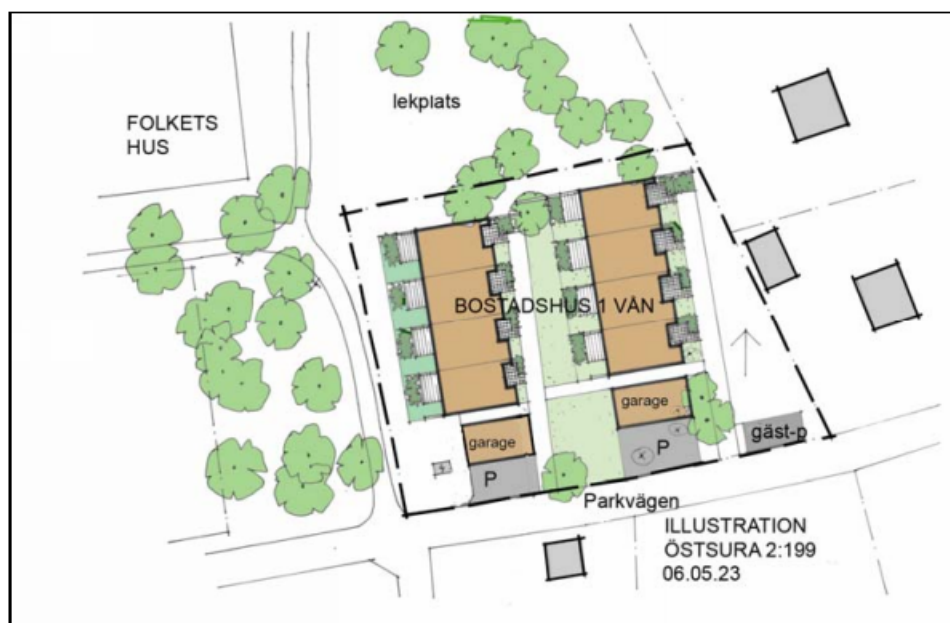 lekplats
FOLKETS
HUS
BOSTADSHUS 1 VÅN
garage
garage
gäst-p
P
P
Parkvägen
ILLUSTRATION
ÖSTSURA 2:199
06.05.23